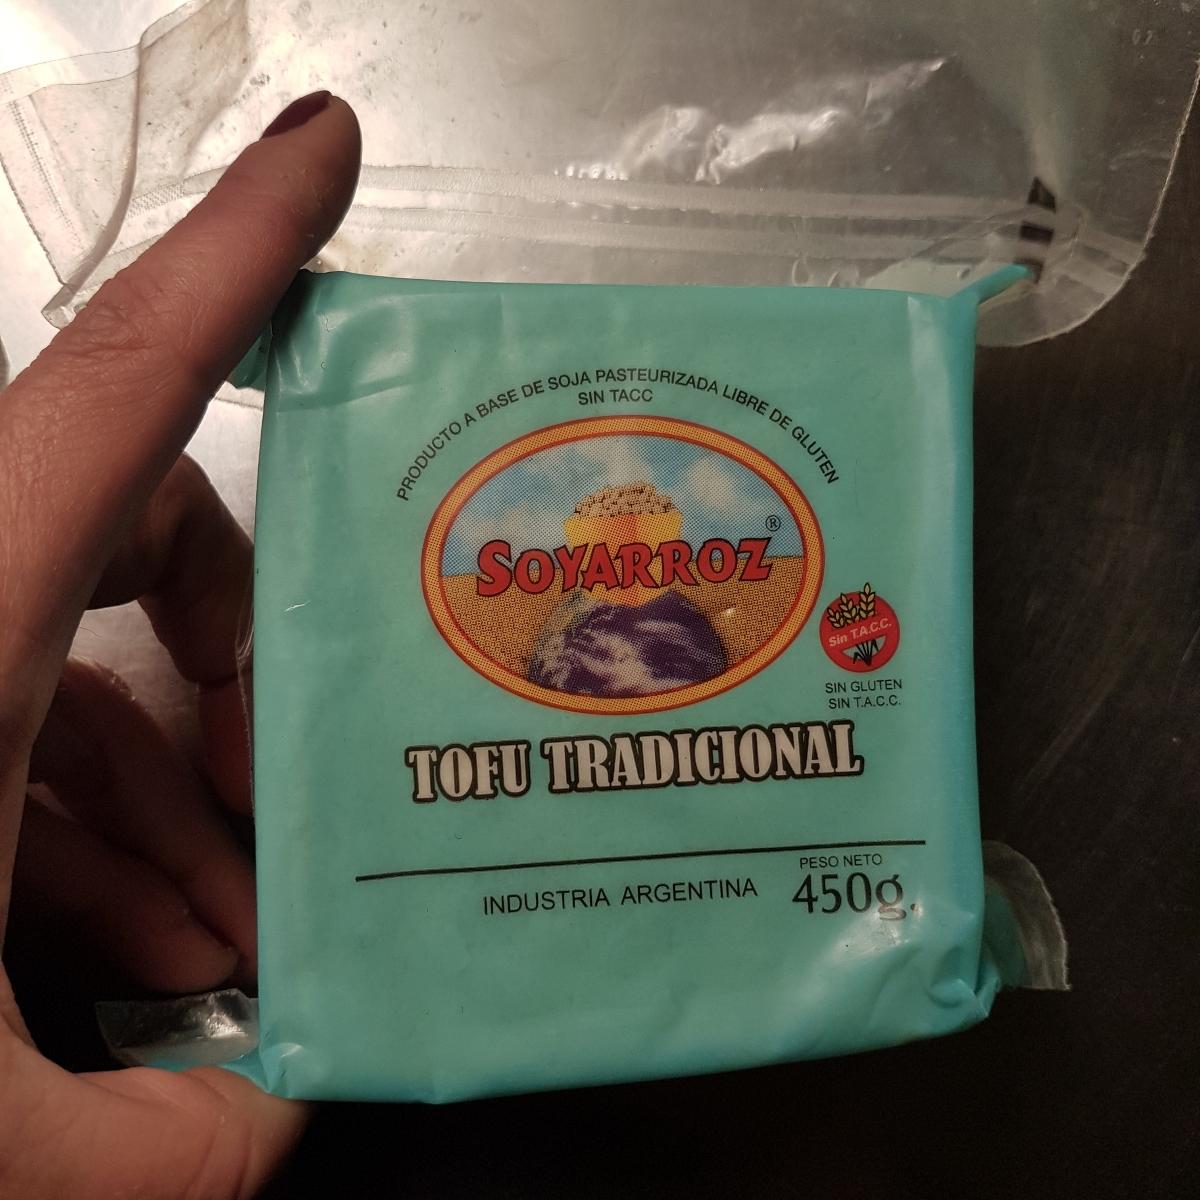 PRODUCTO A BASE DE SOJA PASTEURIZADA LIBRE DE GLUTEN
SIN TACC
SOYARROZ®
Sin T.A.C.C.
SIN GLUTEN
SIN T.A.C.C.
TOFU TRADICIONAL
PESO NETO
INDUSTRIA ARGENTINA 450g.